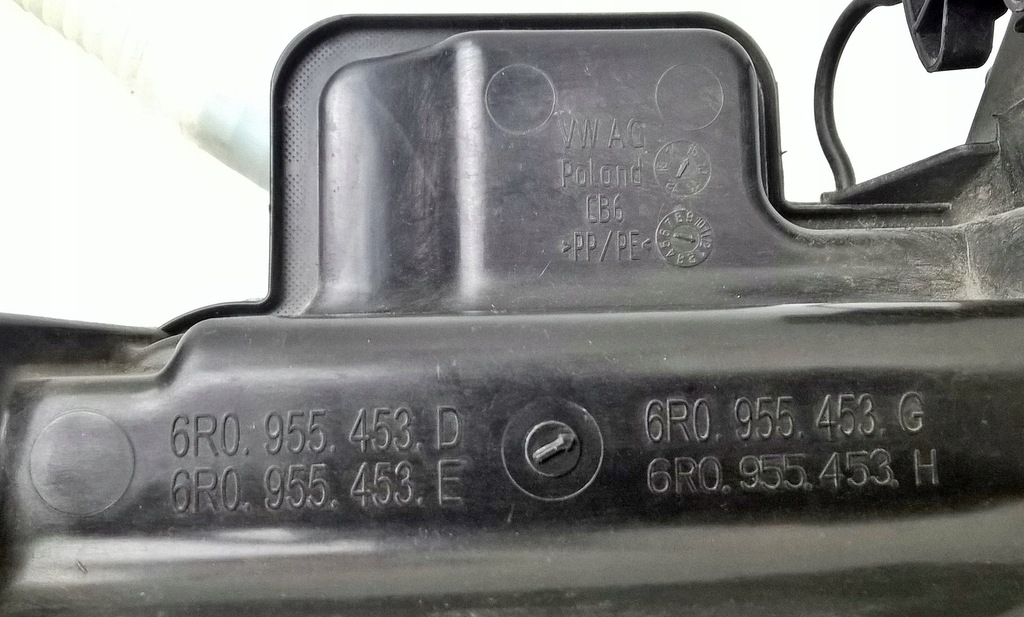 VW AG
Poland
CB6
>PP/PE<
6R0. 955. 453. D
6R0. 955. 453. E
6R0. 955. 453. G
6R0. 955. 453. H